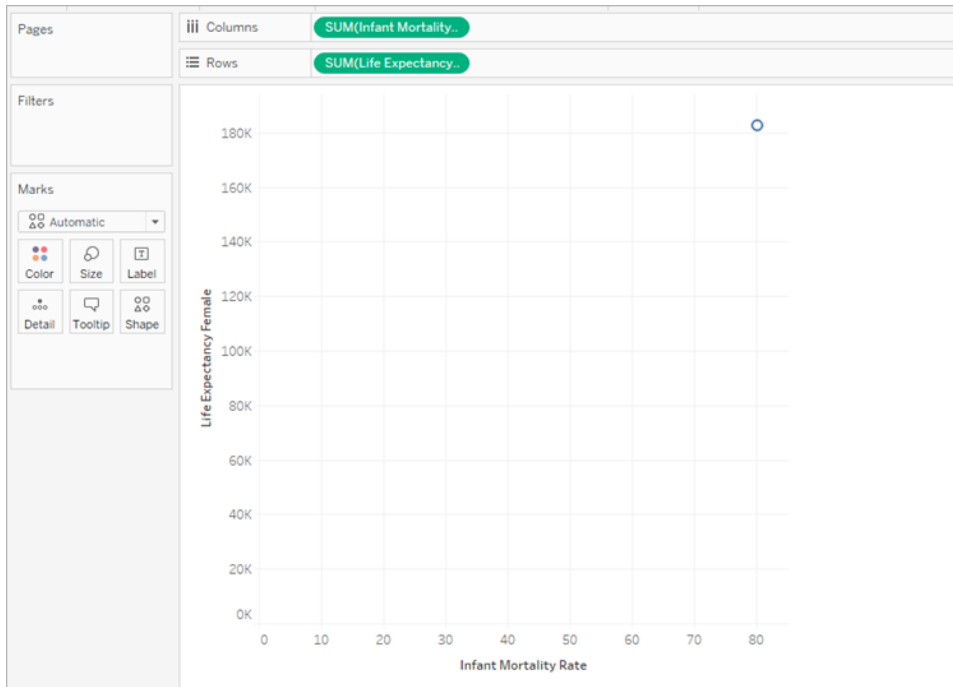 Pages
Columns
SUM(Infant Mortality..
Rows
SUM(Life Expectancy..
Filters
Marks
Automatic
Color
Size
Label
Detail
Tooltip
Shape
Life Expectancy Female
180K
160K
140K
120K
100K
80K
60K
40K
20K
0K
0 10 20 30 40 50 60 70 80
Infant Mortality Rate